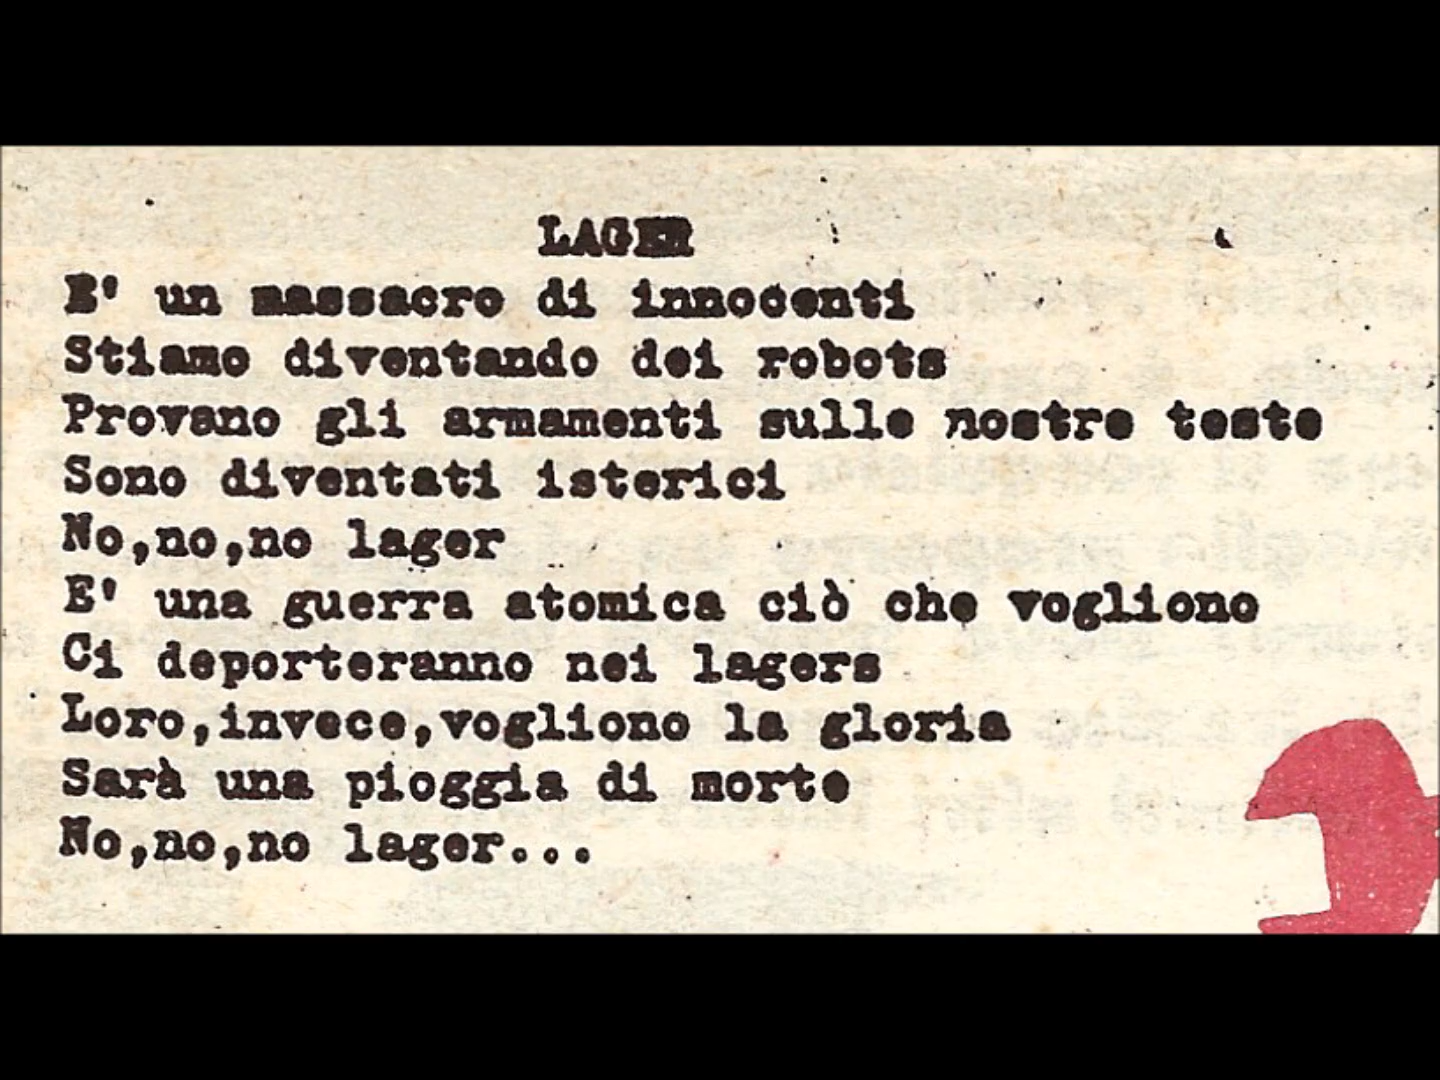 LAGER
E' un massacro di innocenti
Stiamo diventando dei robots
Provano gli armamenti sulle nostre teste
Sono diventati isterici
No,no,no lager
E' una guerra atomica ciò che vogliono
Ci deporteranno nei lagers
Loro,invece,vogliono la gloria
Sarà una pioggia di morte
No,no,no lager...